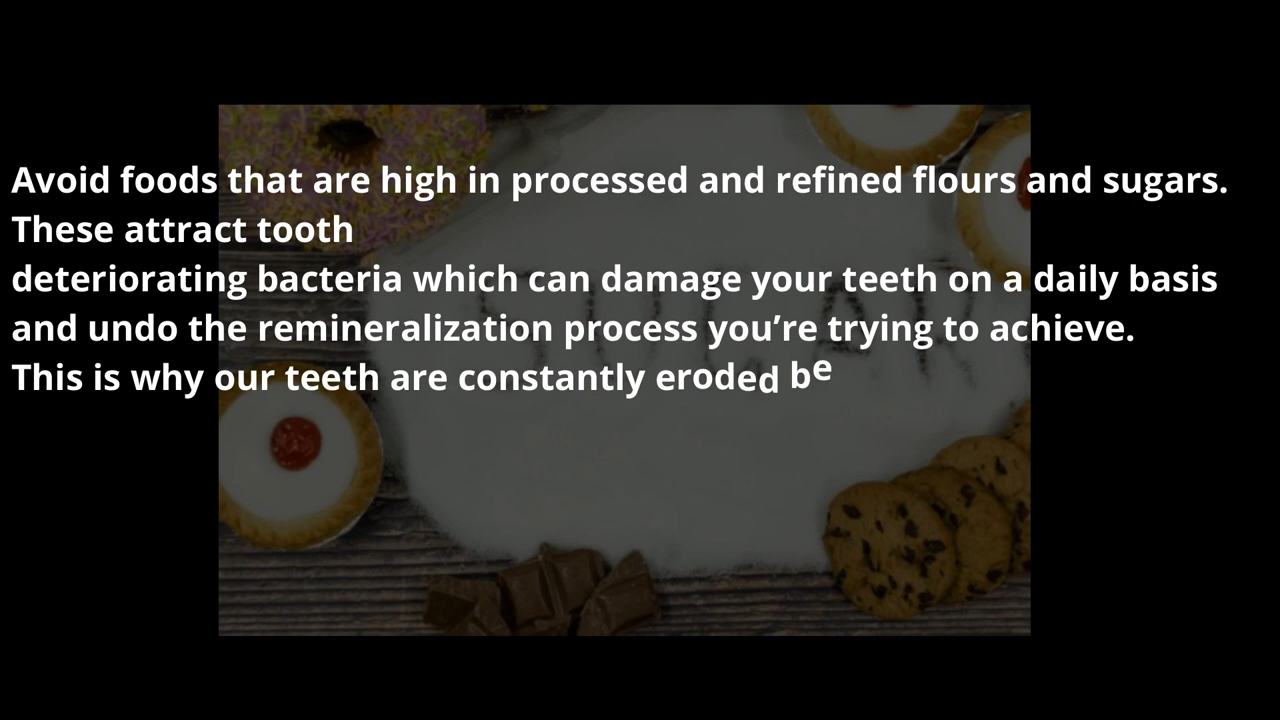 Avoid foods that are high in processed and refined flours and sugars.
These attract tooth
deteriorating bacteria which can damage your teeth on a daily basis
and undo the remineralization process you’re trying to achieve.
This is why our teeth are constantly eroded be